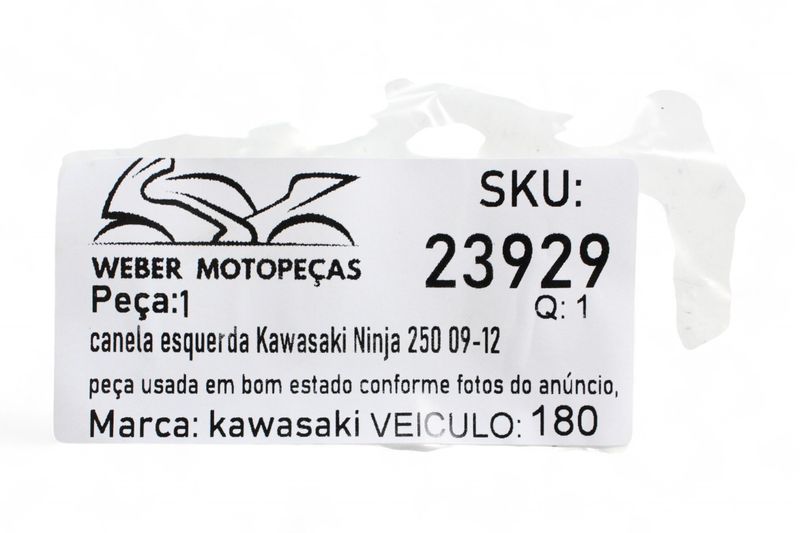 WEBER MOTOPEÇAS
SKU:
23929
Peça:1
Q: 1
canela esquerda Kawasaki Ninja 250 09-12
peça usada em bom estado conforme fotos do anúncio,
Marca: kawasaki VEICULO: 180